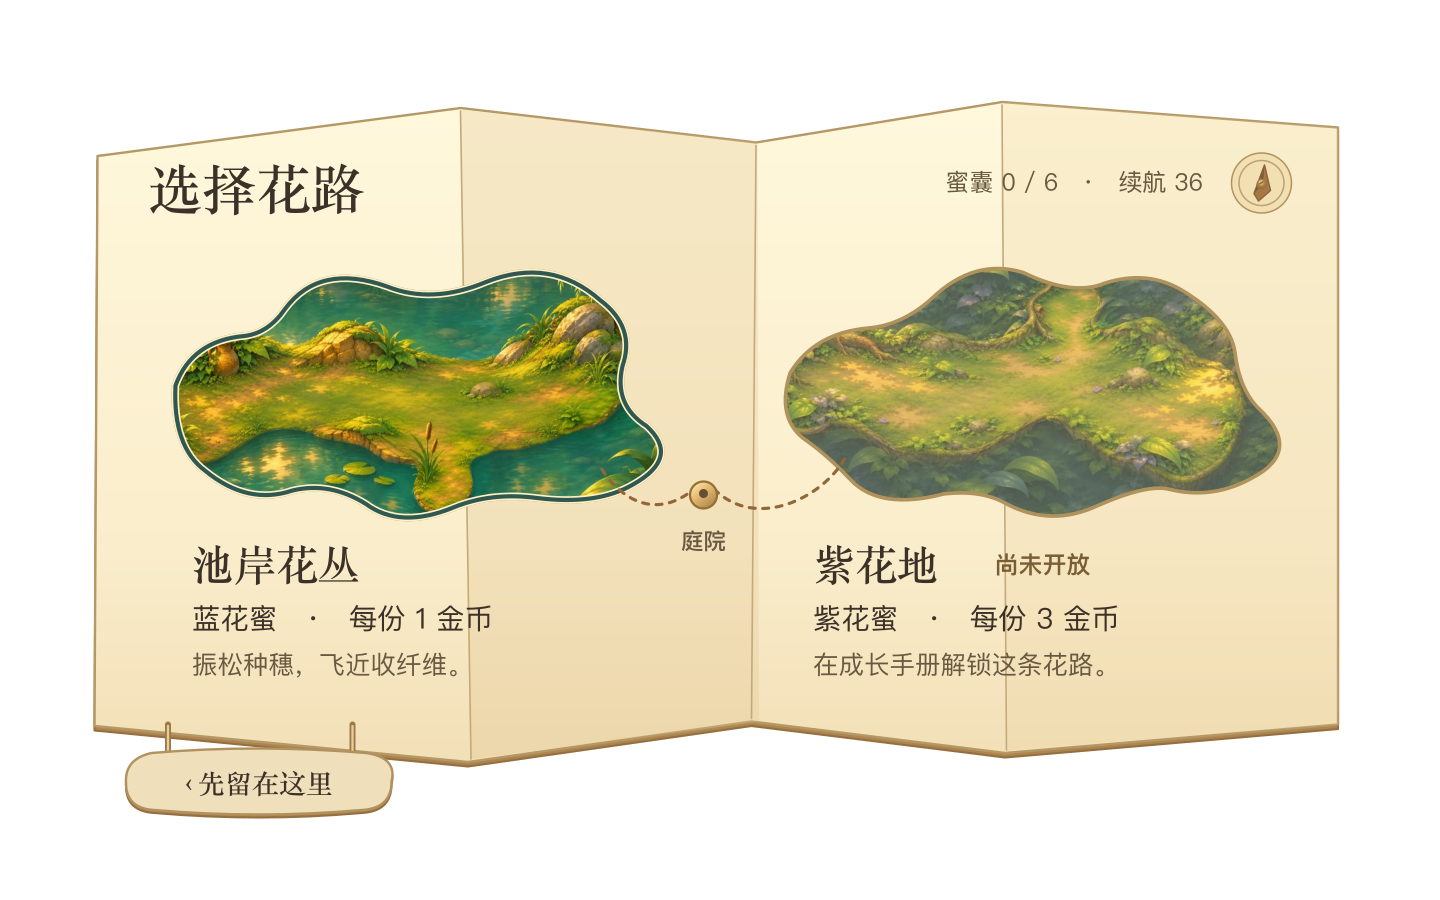 选择花路
蜜囊 0 / 6 · 续航 36
庭院
池岸花丛
蓝花蜜 · 每份 1 金币
振松种穗，飞近收纤维。
紫花地 尚未开放
紫花蜜 · 每份 3 金币
在成长手册解锁这条花路。
‹ 先留在这里